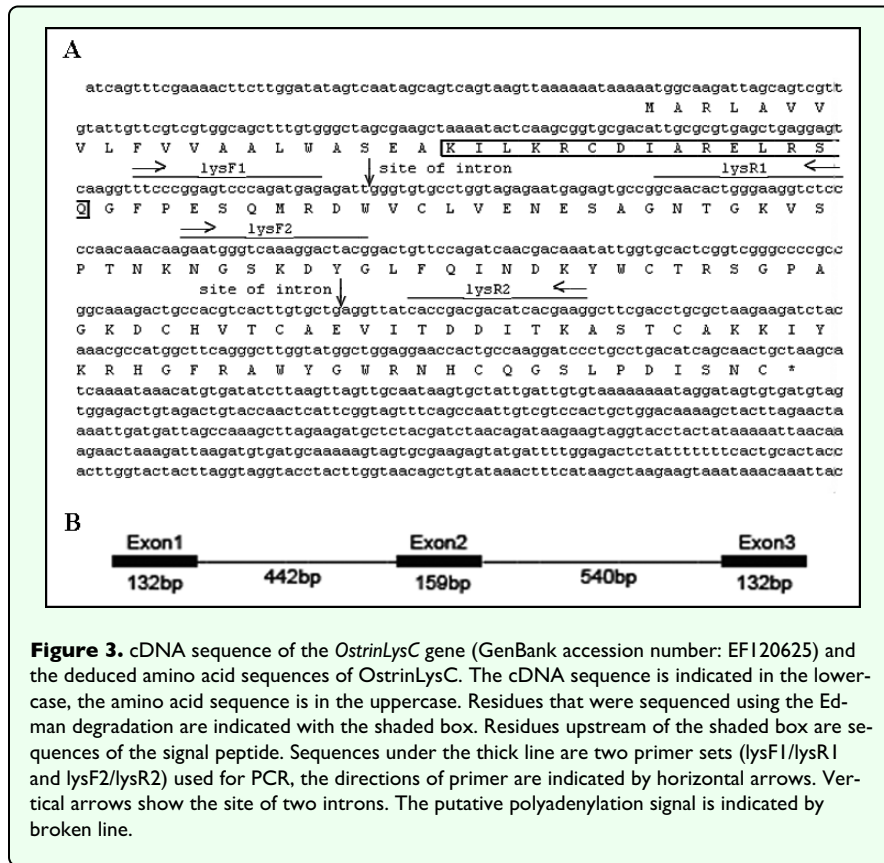 A
atcagtttcgaaaacttcttggatatagtcaatagcagtcagtaagttaaaaaataaaaatggcaagattagcagtcgtt
M A R L A V V
gtattgttcgtcgtggcagctttgtgggctagcgaagctaaaatactcaagcggtgcgacattgcgcgtgagctgaggagt
V L F V V A A L W A S E A K I L K R C D I A R E L R S
lysF1 site of intron lysR1
caaggtttcccggagtcccagatgagagattgggtgtgcctggtagagaatgagagtgccggcaacactgggaaggtctcc
Q G F P E S Q M R D W V C L V E N E S A G N T G K V S
lysF2
ccaacaaacaagaatgggtcaaaggactacggactgttccagatcaacgacaaatattggtgcactcggtcgggccccgcc
P T N K N G S K D Y G L F Q I N D K Y W C T R S G P A
site of intron lysR2
ggcaaagactgccacgtcacttgtgctgaggttatcaccgacgacatcacgaaggcttcgacctgcgctaagaagatctac
G K D C H V T C A E V I T D D I T K A S T C A K K I Y
aaacgccatggcttcagggcttggtatggctggaggaaccactgccaaggatccctgcctgacatcagcaactgctaagca
K R H G F R A W Y G W R N H C Q G S L P D I S N C *
tcaaaataaacatgtgatatcttaagttagttgcaataagtgctattgattgtgtaaaaaaaataggatagtgtgatgtag
tggagactgtagactgtaccaactcattcggtagtttcagccaattgtcgtccactgctggacaaaagctacttagaacta
aaattgatgattagccaaagcttagaagatgctctacgatctaacagataagaagtaggtacctactataaaaattaacaa
agaactaaagattaagatgtgatgcaaaaagtagtgcgaagagtatgattttggagactctatttttttcactgcactacc
acttggtactacttaggtaggtacctacttggtaacagctgtataaactttcataagctaagaagtaaataaacaaattac
B
Exon1 Exon2 Exon3
132bp 442bp 159bp 540bp 132bp
Figure 3. cDNA sequence of the OstrinLysC gene (GenBank accession number: EF120625) and
the deduced amino acid sequences of OstrinLysC. The cDNA sequence is indicated in the lower-
case, the amino acid sequence is in the uppercase. Residues that were sequenced using the Ed-
man degradation are indicated with the shaded box. Residues upstream of the shaded box are se-
quences of the signal peptide. Sequences under the thick line are two primer sets (lysF1/lysR1
and lysF2/lysR2) used for PCR, the directions of primer are indicated by horizontal arrows. Ver-
tical arrows show the site of two introns. The putative polyadenylation signal is indicated by
broken line.